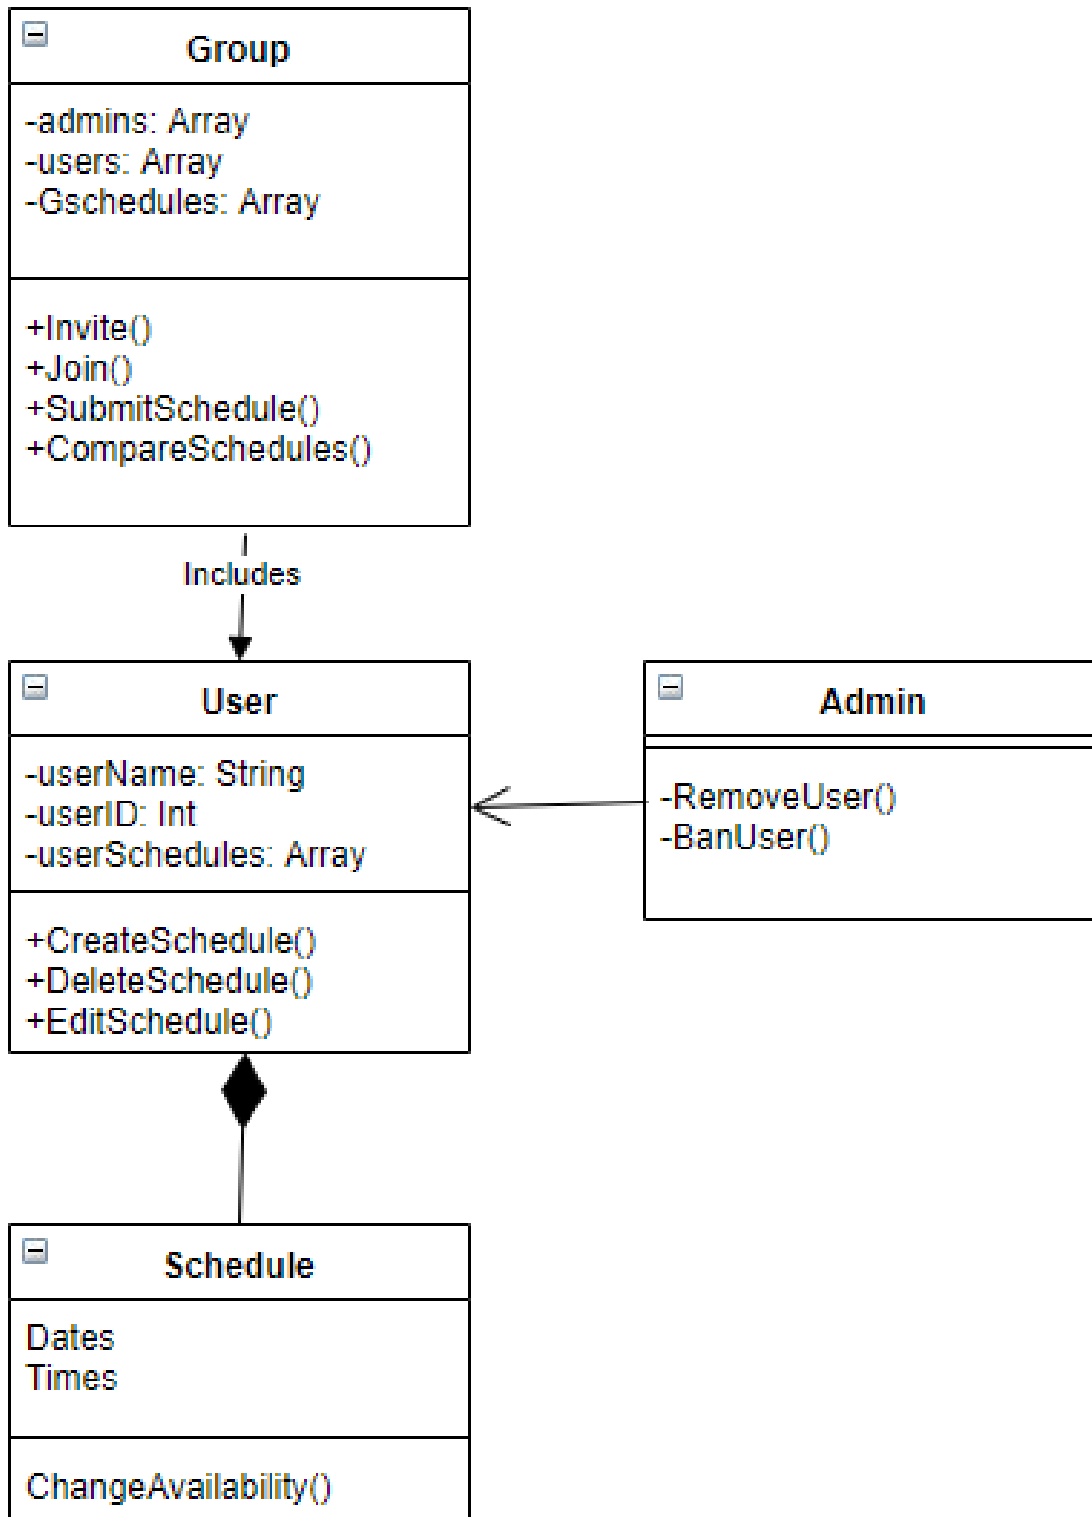 Group
-admins: Array
-users: Array
-Gschedules: Array
+Invite()
+Join()
+SubmitSchedule()
+CompareSchedules()
Includes
User
-userName: String
-userID: Int
-userSchedules: Array
+CreateSchedule()
+DeleteSchedule()
+EditSchedule()
Admin
-RemoveUser()
-BanUser()
Schedule
Dates
Times
ChangeAvailability()